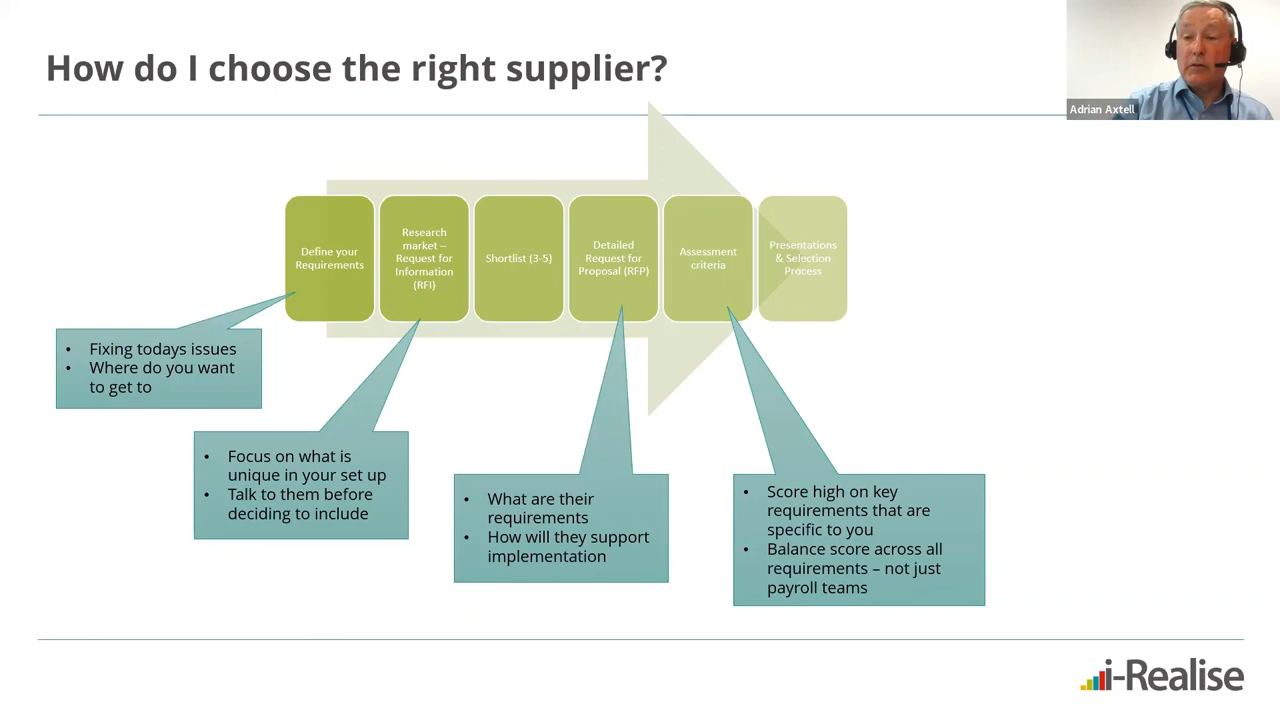 How do I choose the right supplier?
Adrian Axtell
Define your
Requirements
Research
market –
Request for
Information
(RFI)
Shortlist (3-5)
Detailed
Request for
Proposal (RFP)
Assessment
criteria
Presentations
& Selection
Process
• Fixing todays issues
• Where do you want
to get to
• Focus on what is
unique in your set up
• Talk to them before
deciding to include
• What are their
requirements
• How will they support
implementation
• Score high on key
requirements that are
specific to you
• Balance score across all
requirements – not just
payroll teams
i-Realise